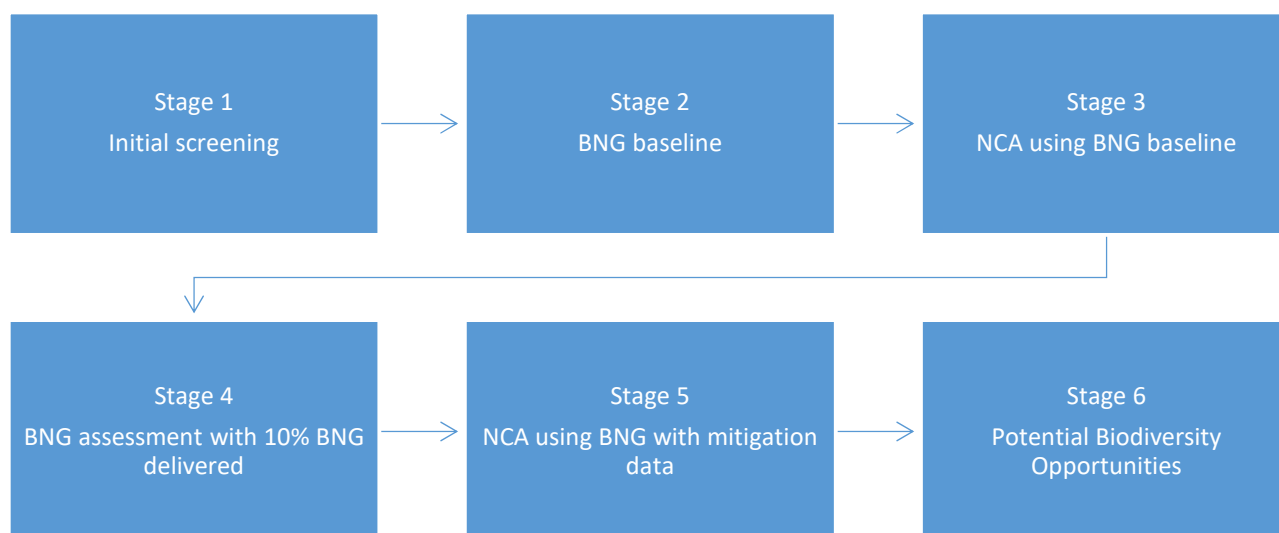 Stage 1
Initial screening
Stage 2
BNG baseline
Stage 3
NCA using BNG baseline
Stage 4
BNG assessment with 10% BNG
delivered
Stage 5
NCA using BNG with mitigation
data
Stage 6
Potential Biodiversity
Opportunities